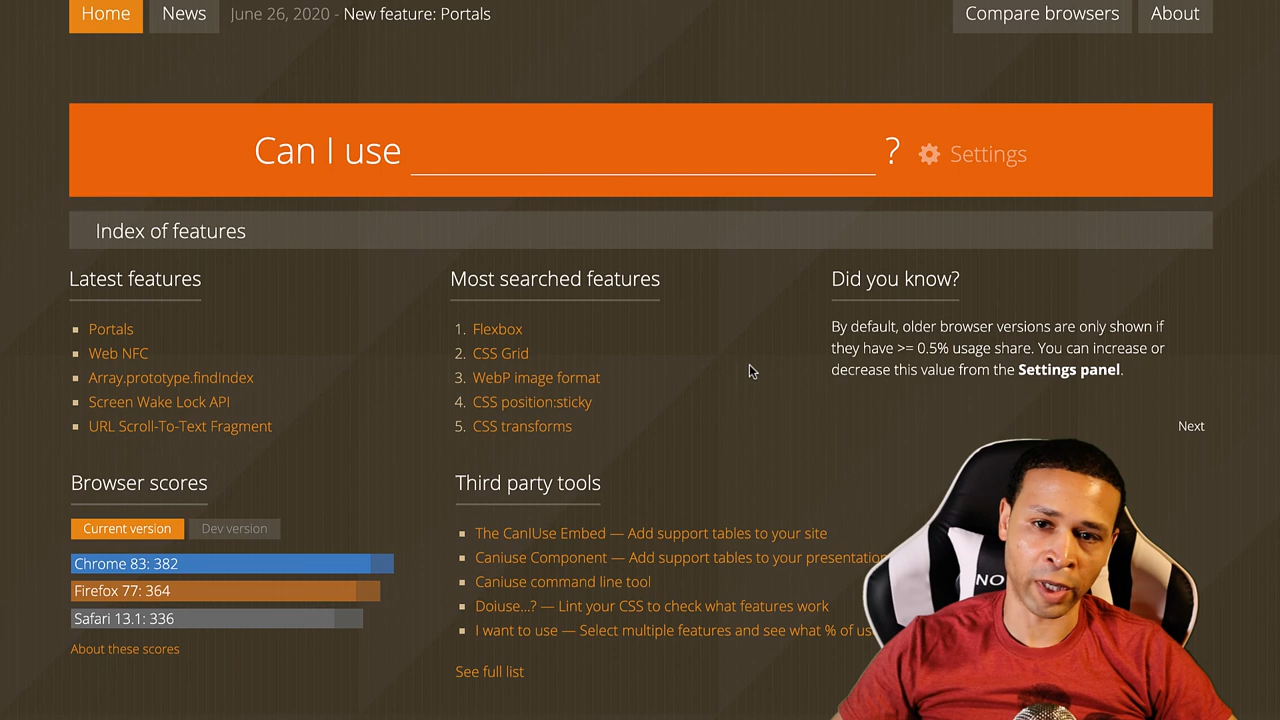 Home
News
June 26, 2020 - New feature: Portals
Compare browsers
About
Can I use ?
Settings
Index of features
Latest features
Portals
Web NFC
Array.prototype.findIndex
Screen Wake Lock API
URL Scroll-To-Text Fragment
Most searched features
1. Flexbox
2. CSS Grid
3. WebP image format
4. CSS position:sticky
5. CSS transforms
Did you know?
By default, older browser versions are only shown if
they have >= 0.5% usage share. You can increase or
decrease this value from the Settings panel.
Next
Browser scores
Current version
Dev version
Chrome 83: 382
Firefox 77: 364
Safari 13.1: 336
About these scores
Third party tools
The CanIUse Embed — Add support tables to your site
Caniuse Component — Add support tables to your presentation
Caniuse command line tool
Doiuse...? — Lint your CSS to check what features work
I want to use — Select multiple features and see what % of us
See full list
NO